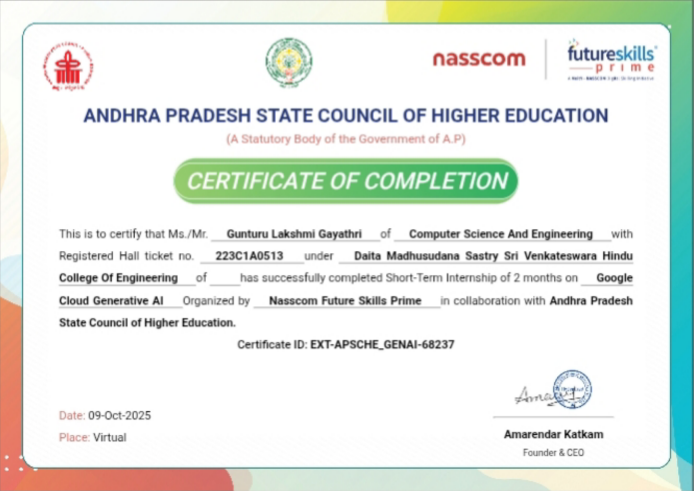 nasscom
futureskills
prime
ANDHRA PRADESH STATE COUNCIL OF HIGHER EDUCATION
(A Statutory Body of the Government of A.P)
CERTIFICATE OF COMPLETION
This is to certify that Ms./Mr. Gunturu Lakshmi Gayathri of Computer Science And Engineering with
Registered Hall ticket no. 223C1A0513 under Daita Madhusudana Sastry Sri Venkateswara Hindu
College Of Engineering of has successfully completed Short-Term Internship of 2 months on Google
Cloud Generative AI Organized by Nasscom Future Skills Prime in collaboration with Andhra Pradesh
State Council of Higher Education.
Certificate ID: EXT-APSCHE_GENAI-68237
Date: 09-Oct-2025
Place: Virtual
Amarendar Katkam
Founder & CEO